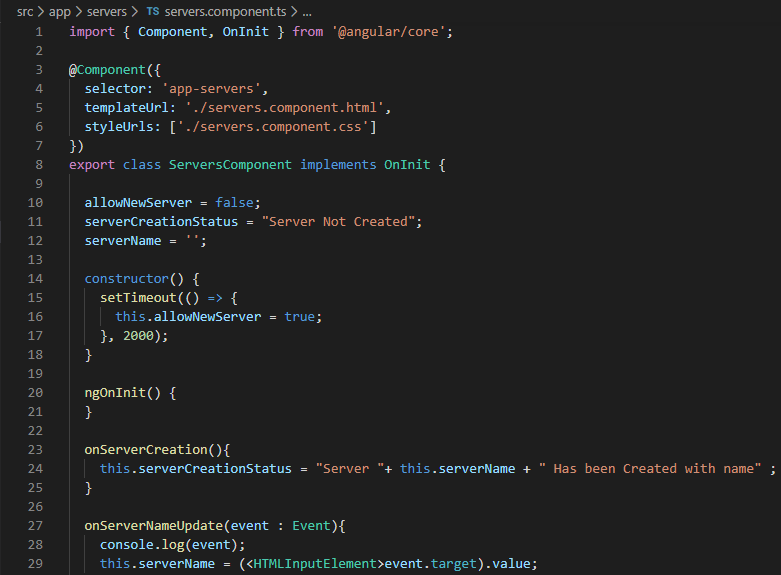 src > app > servers > TS servers.component.ts > ...
1 import { Component, OnInit } from '@angular/core';
2
3 @Component({
4   selector: 'app-servers',
5   templateUrl: './servers.component.html',
6   styleUrls: ['./servers.component.css']
7 })
8 export class ServersComponent implements OnInit {
9
10   allowNewServer = false;
11   serverCreationStatus = "Server Not Created";
12   serverName = '';
13
14   constructor() {
15     setTimeout(() => {
16       this.allowNewServer = true;
17     }, 2000);
18   }
19
20   ngOnInit() {
21   }
22
23   onServerCreation(){
24     this.serverCreationStatus = "Server "+ this.serverName + " Has been Created with name" ;
25   }
26
27   onServerNameUpdate(event : Event){
28     console.log(event);
29     this.serverName = (<HTMLInputElement>event.target).value;